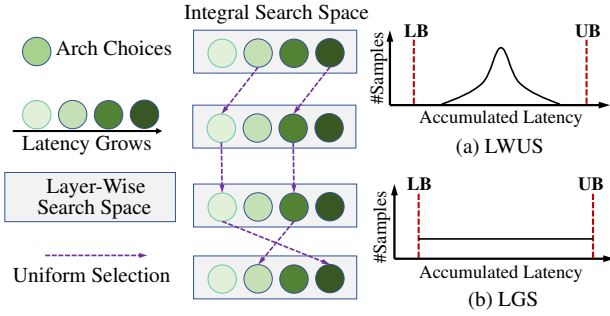 Integral Search Space
Arch Choices
Latency Grows
Layer-Wise
Search Space
Uniform Selection
#Samples
LB
UB
Accumulated Latency
(a) LWUS
#Samples
LB
UB
Accumulated Latency
(b) LGS